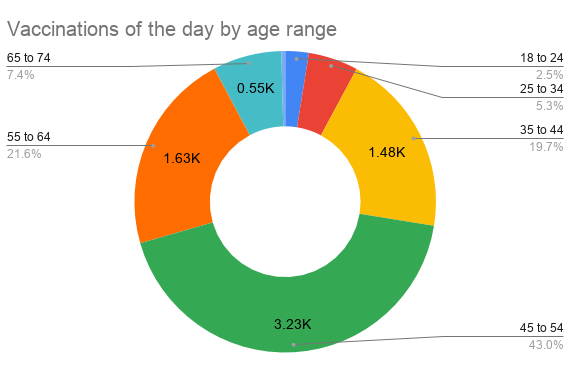 Vaccinations of the day by age range
65 to 74
7.4%
18 to 24
2.5%
25 to 34
5.3%
0.55K
55 to 64
21.6%
35 to 44
19.7%
1.63K
1.48K
3.23K
45 to 54
43.0%